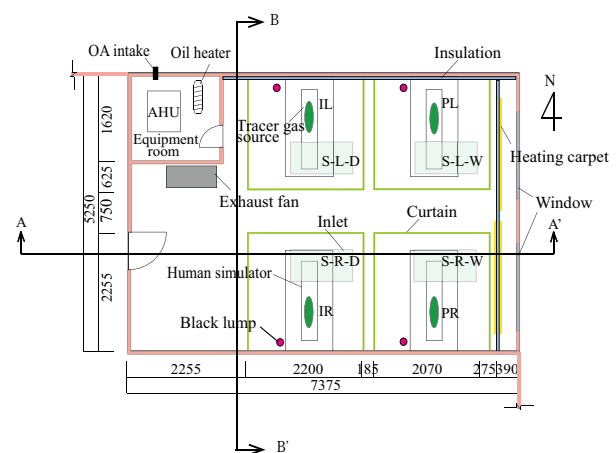 B
OA intake
Oil heater
Insulation
N
AHU
IL
PL
Tracer gas
source
Equipment
room
S-L-D
S-L-W
Heating carpet
Exhaust fan
Window
1620
625
750
5250
2255
Inlet
Curtain
A
A'
S-R-D
S-R-W
Human simulator
IR
PR
Black lump
2255
2200
185
2070
275
390
7375
B'